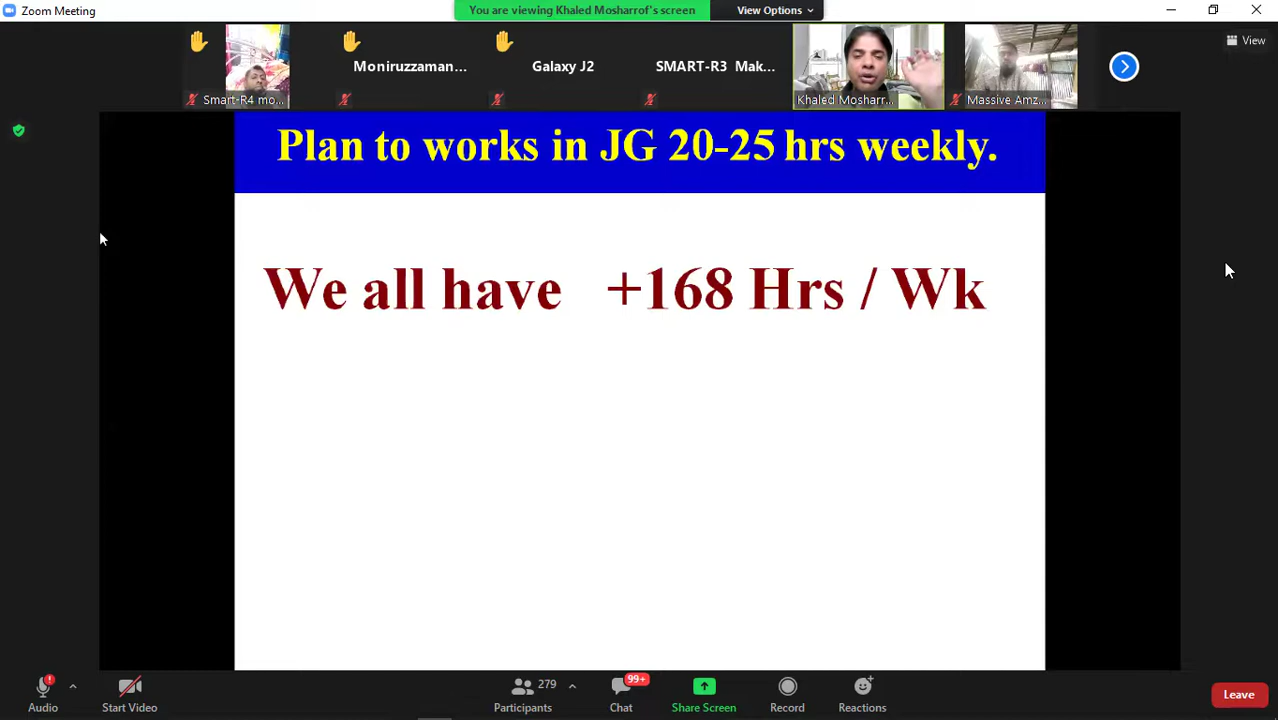 Zoom Meeting
You are viewing Khaled Mosharrof's screen
View Options
View
Moniruzzaman...
Galaxy J2
SMART-R3 Mak...
Smart-R4 mo...
Khaled Mosharr...
Massive Amz...
Plan to works in JG 20-25 hrs weekly.
We all have +168 Hrs / Wk
Audio
Start Video
279
Participants
99+
Chat
Share Screen
Record
Reactions
Leave